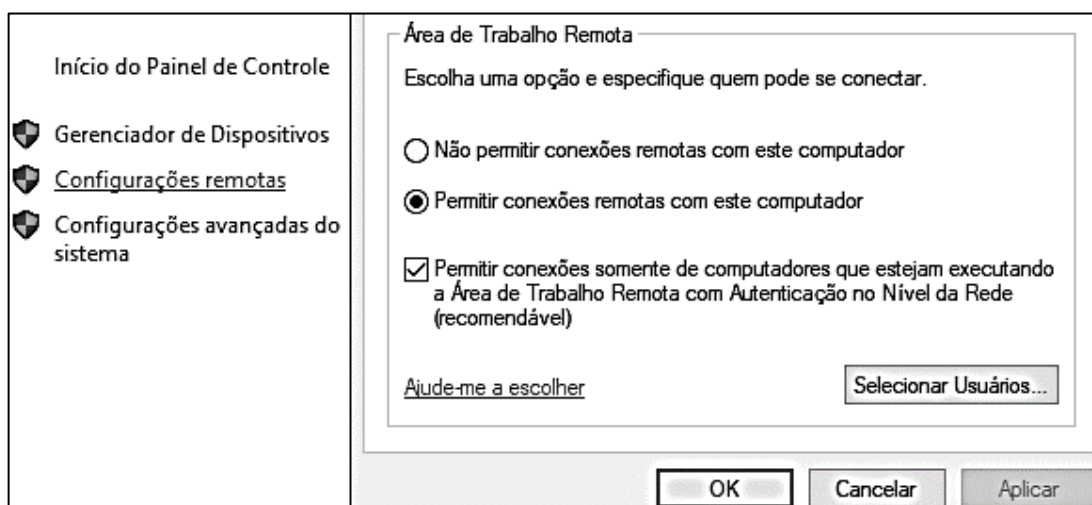 Início do Painel de Controle
Gerenciador de Dispositivos
Configurações remotas
Configurações avançadas do
sistema
Área de Trabalho Remota
Escolha uma opção e especifique quem pode se conectar.
Não permitir conexões remotas com este computador
Permitir conexões remotas com este computador
Permitir conexões somente de computadores que estejam executando
a Área de Trabalho Remota com Autenticação no Nível da Rede
(recomendável)
Ajude-me a escolher
Selecionar Usuários...
OK
Cancelar
Aplicar